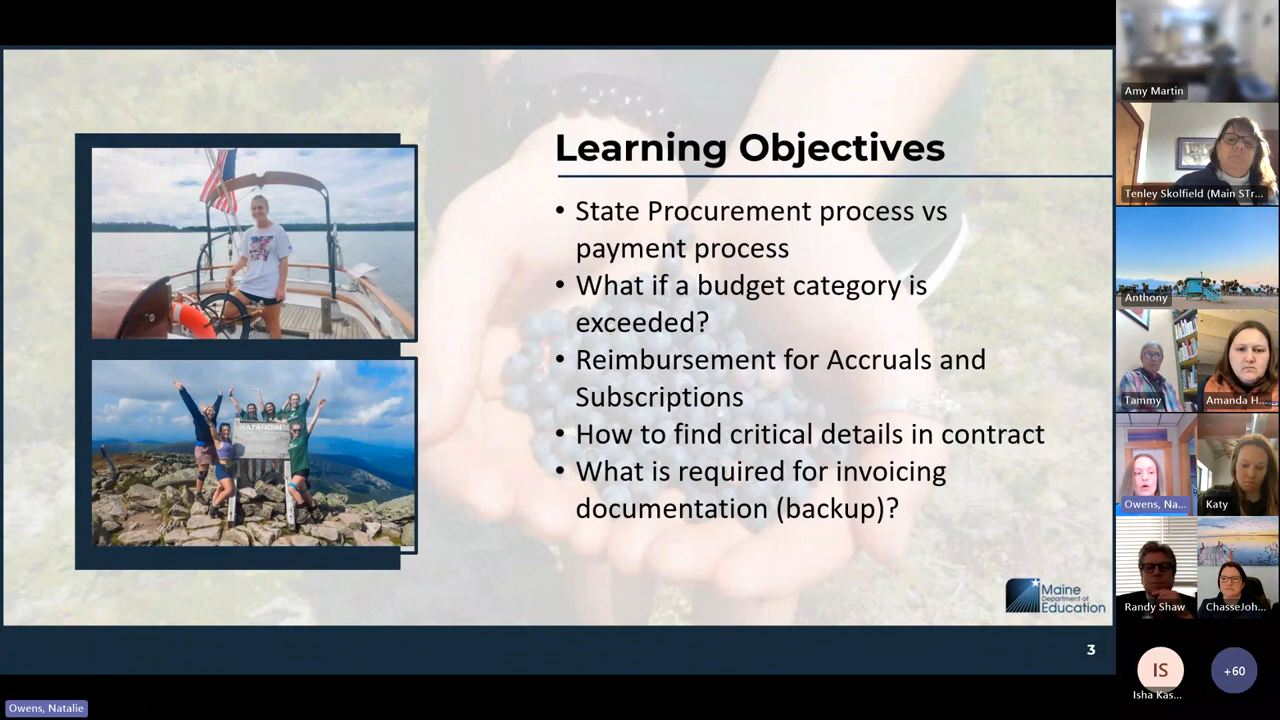 Learning Objectives
• State Procurement process vs
payment process
• What if a budget category is
exceeded?
• Reimbursement for Accruals and
Subscriptions
• How to find critical details in contract
• What is required for invoicing
documentation (backup)?
KATAHDIN
Maine
Department of
Education
3
Owens, Natalie
Amy Martin
Tenley Skolfield (Main STr...
Anthony
Tammy
Amanda H...
Owens, Na...
Katy
Randy Shaw
ChasseJoh...
IS
Isha Kas...
+60